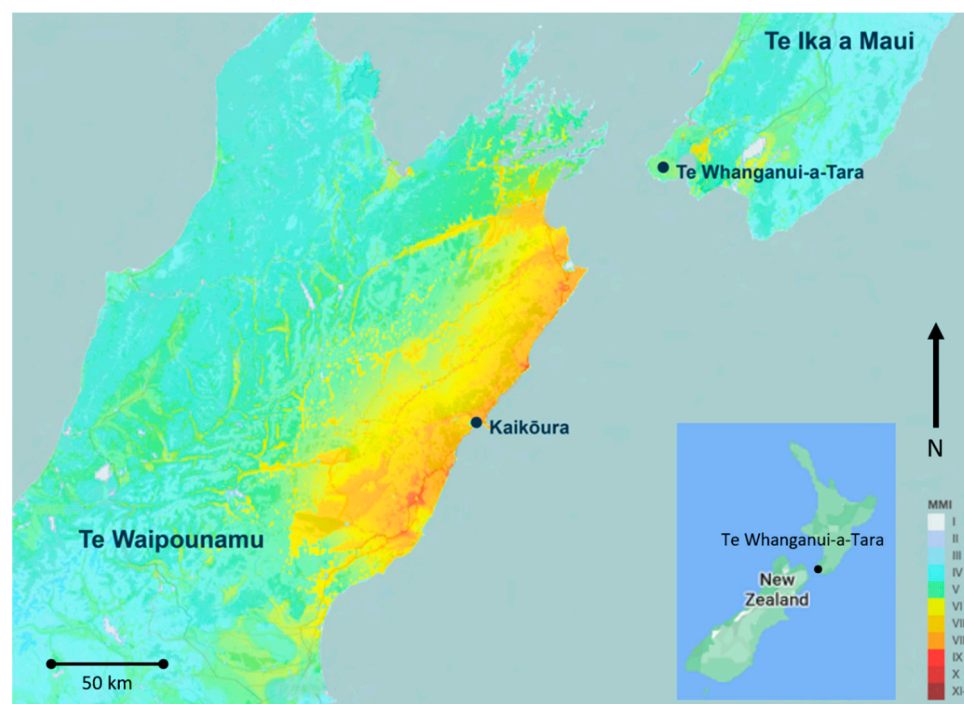 Te Ika a Maui
Te Whanganui-a-Tara
Kaikōura
N
Te Waipounamu
50 km
Te Whanganui-a-Tara
New
Zealand
MMI
I
II
III
IV
V
VI
VII
VIII
IX
X
XI